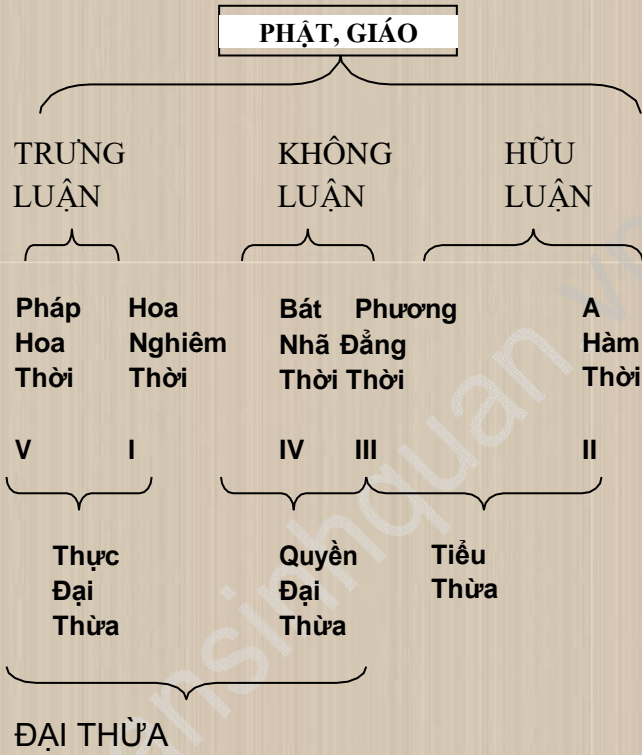 PHẬT, GIÁO
TRƯNG
LUẬN
KHÔNG
LUẬN
HỮU
LUẬN
Pháp
Hoa
Thời
Hoa
Nghiêm
Thời
Bát Phương
Nhã Đẳng
Thời Thời
A
Hàm
Thời
V
I
IV
III
II
Thực
Đại
Thừa
Quyền
Đại
Thừa
Tiểu
Thừa
ĐẠI THỪA